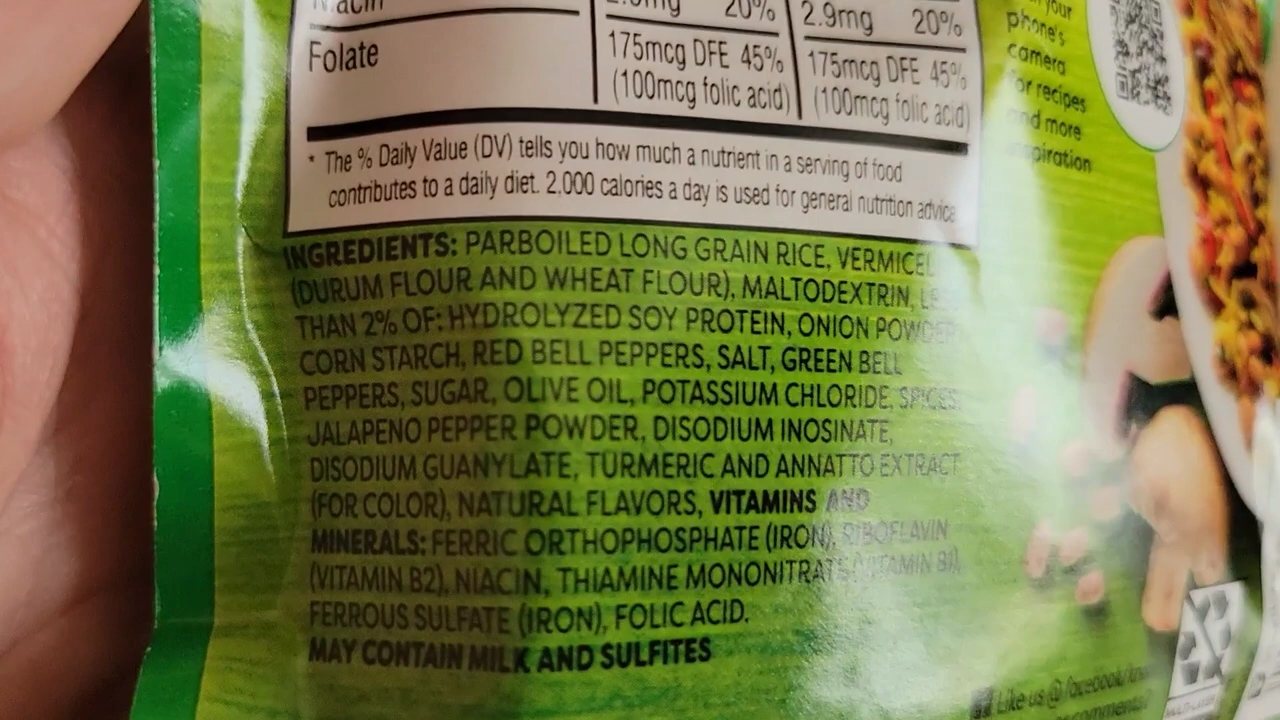 Niacin 20% 2.9mg 20%
Folate 175mcg DFE 45% 175mcg DFE 45%
(100mcg folic acid) (100mcg folic acid)
* The % Daily Value (DV) tells you how much a nutrient in a serving of food
contributes to a daily diet. 2,000 calories a day is used for general nutrition advice
INGREDIENTS: PARBOILED LONG GRAIN RICE, VERMICEL
(DURUM FLOUR AND WHEAT FLOUR), MALTODEXTRIN, LESS
THAN 2% OF: HYDROLYZED SOY PROTEIN, ONION POWDER,
CORN STARCH, RED BELL PEPPERS, SALT, GREEN BELL
PEPPERS, SUGAR, OLIVE OIL, POTASSIUM CHLORIDE, SPICES,
JALAPENO PEPPER POWDER, DISODIUM INOSINATE,
DISODIUM GUANYLATE, TURMERIC AND ANNATTO EXTRACT
(FOR COLOR), NATURAL FLAVORS, VITAMINS AND
MINERALS: FERRIC ORTHOPHOSPHATE (IRON), RIBOFLAVIN
(VITAMIN B2), NIACIN, THIAMINE MONONITRATE (VITAMIN B1),
FERROUS SULFATE (IRON), FOLIC ACID.
MAY CONTAIN MILK AND SULFITES
your
phone's
camera
for recipes
and more
inspiration
Like us @ facebook/
comments?